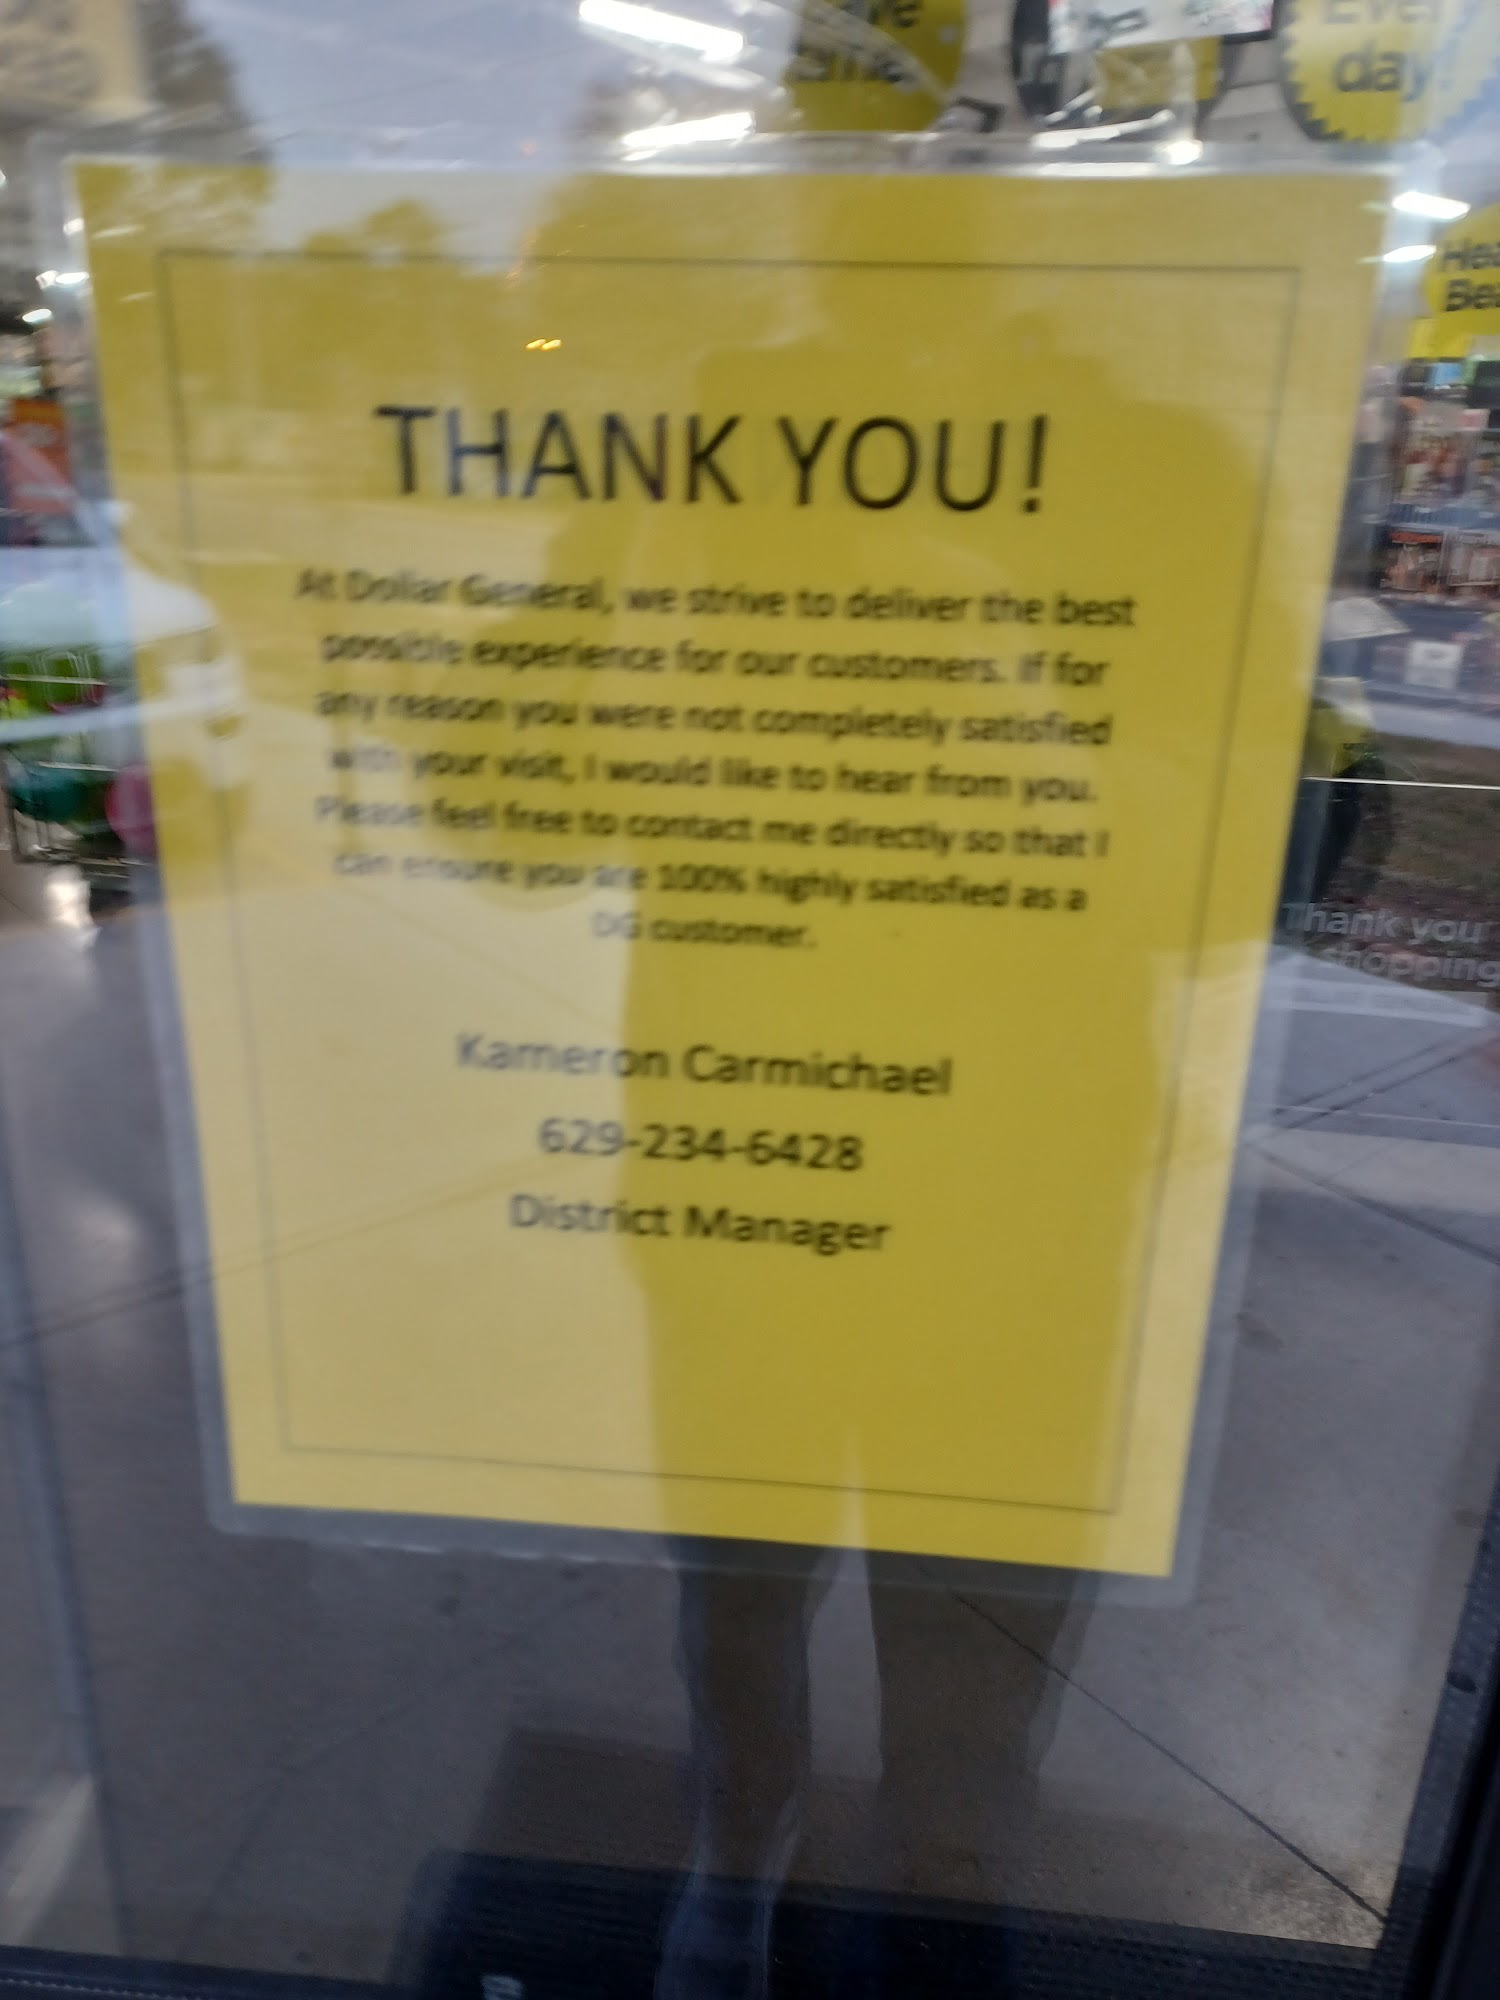 Every
day!
Thank you
shopping
THANK YOU!
At Dollar General, we strive to deliver the best
possible experience for our customers. If for
any reason you were not completely satisfied
with your visit, I would like to hear from you.
Please feel free to contact me directly so that I
can ensure you are 100% highly satisfied as a
DG customer.
Kameron Carmichael
629-234-6428
District Manager